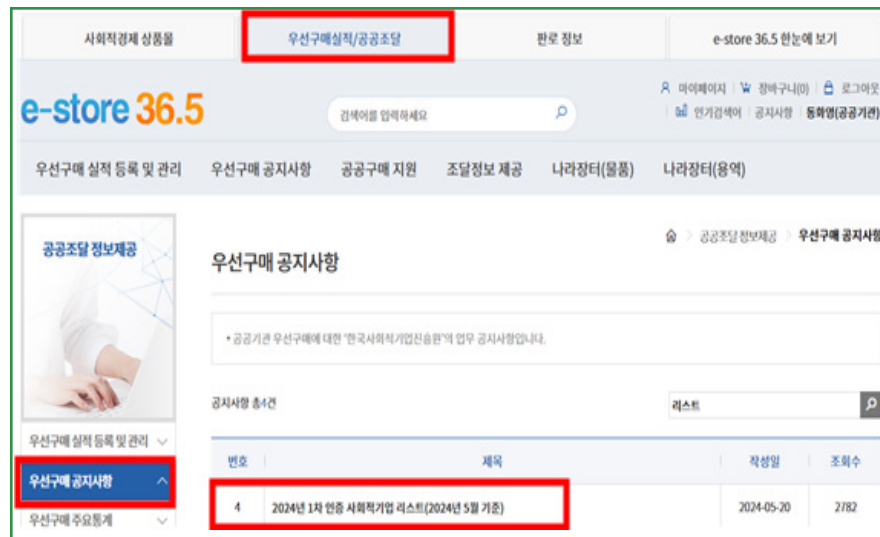 사회적경제 상품몰
우선구매실적/공공조달
판로 정보
e-store 36.5 한눈에 보기
e-store 36.5
검색어를 입력하세요
마이페이지 장바구니(0) 로그아웃
인기검색어 공지사항 동화영(공공기관)
우선구매 실적 등록 및 관리 우선구매 공지사항 공공구매 지원 조달정보 제공 나라장터(물품) 나라장터(용역)
공공조달 정보제공
공공조달 정보제공 > 우선구매 공지사항
우선구매 공지사항
• 공공기관 우선구매에 대한 "한국사회적기업진흥원"의 업무 공지사항입니다.
공지사항 총4건
리스트
우선구매 실적 등록 및 관리
우선구매 공지사항
우선구매 주요통계
번호 제목 작성일 조회수
4 2024년 1차 인증 사회적기업 리스트(2024년 5월 기준) 2024-05-20 2782